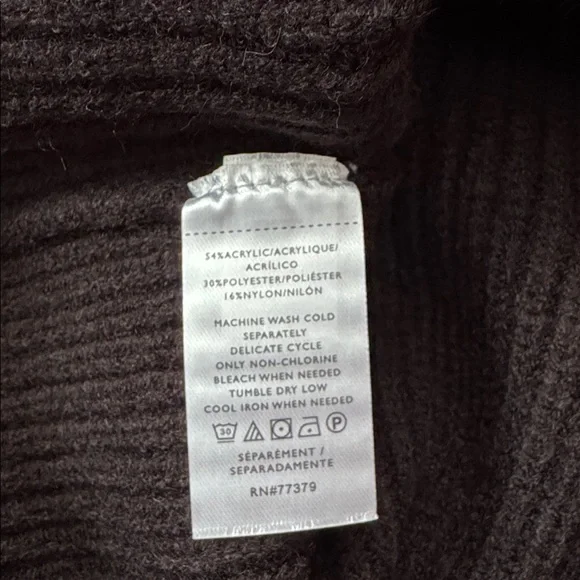 54%ACRYLIC/ACRYLIQUE/
ACRÍLICO
30%POLYESTER/POLIÉSTER
16%NYLON/NILÓN
MACHINE WASH COLD
SEPARATELY
DELICATE CYCLE
ONLY NON-CHLORINE
BLEACH WHEN NEEDED
TUMBLE DRY LOW
COOL IRON WHEN NEEDED
30 P
SÉPARÉMENT /
SEPARADAMENTE
RN#77379